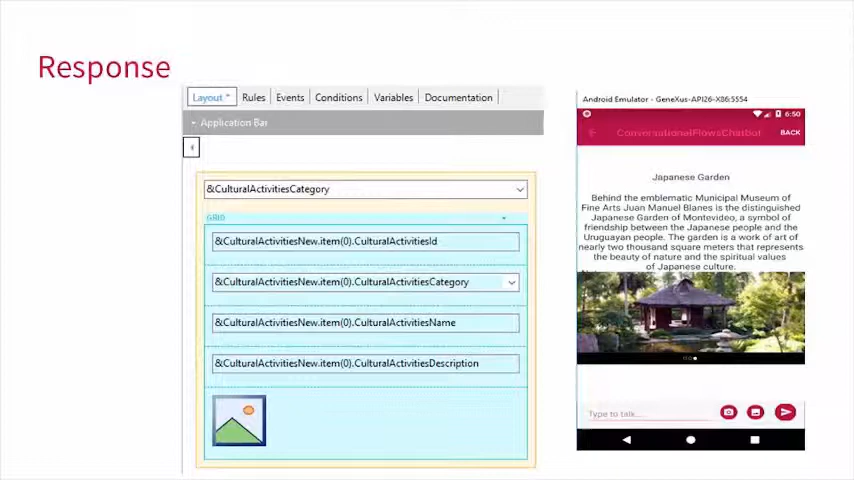 Response
Layout * Rules Events Conditions Variables Documentation
Application Bar
&CulturalActivitiesCategory
GRID
&CulturalActivitiesNew.item(0).CulturalActivitiesId
&CulturalActivitiesNew.item(0).CulturalActivitiesCategory
&CulturalActivitiesNew.item(0).CulturalActivitiesName
&CulturalActivitiesNew.item(0).CulturalActivitiesDescription
Android Emulator - GeneXus-API26-X86:5554
6:50
ConversationalFlowsChatbot BACK
Japanese Garden
Behind the emblematic Municipal Museum of
Fine Arts Juan Manuel Blanes is the distinguished
Japanese Garden of Montevideo, a symbol of
friendship between the Japanese people and the
Uruguayan people. The garden is a work of art of
nearly two thousand square meters that represents
the beauty of nature and the spiritual values
of Japanese culture.
Type to talk...